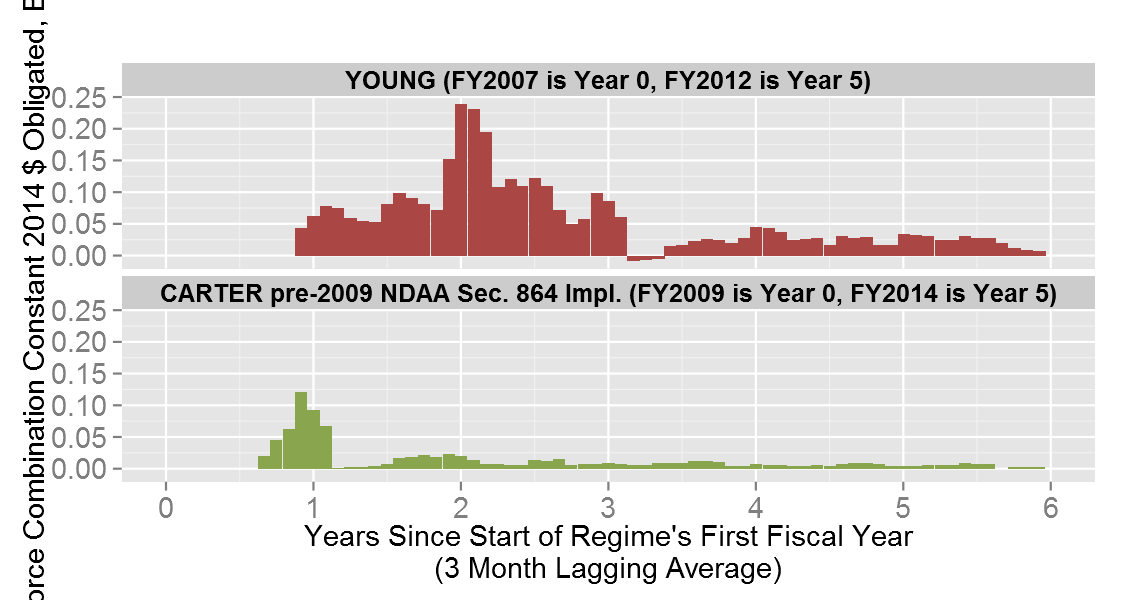 orce Combination Constant 2014 $ Obligated,
YOUNG (FY2007 is Year 0, FY2012 is Year 5)
0.25
0.20
0.15
0.10
0.05
0.00
CARTER pre-2009 NDAA Sec. 864 Impl. (FY2009 is Year 0, FY2014 is Year 5)
0.25
0.20
0.15
0.10
0.05
0.00
0 1 2 3 4 5 6
Years Since Start of Regime's First Fiscal Year
(3 Month Lagging Average)